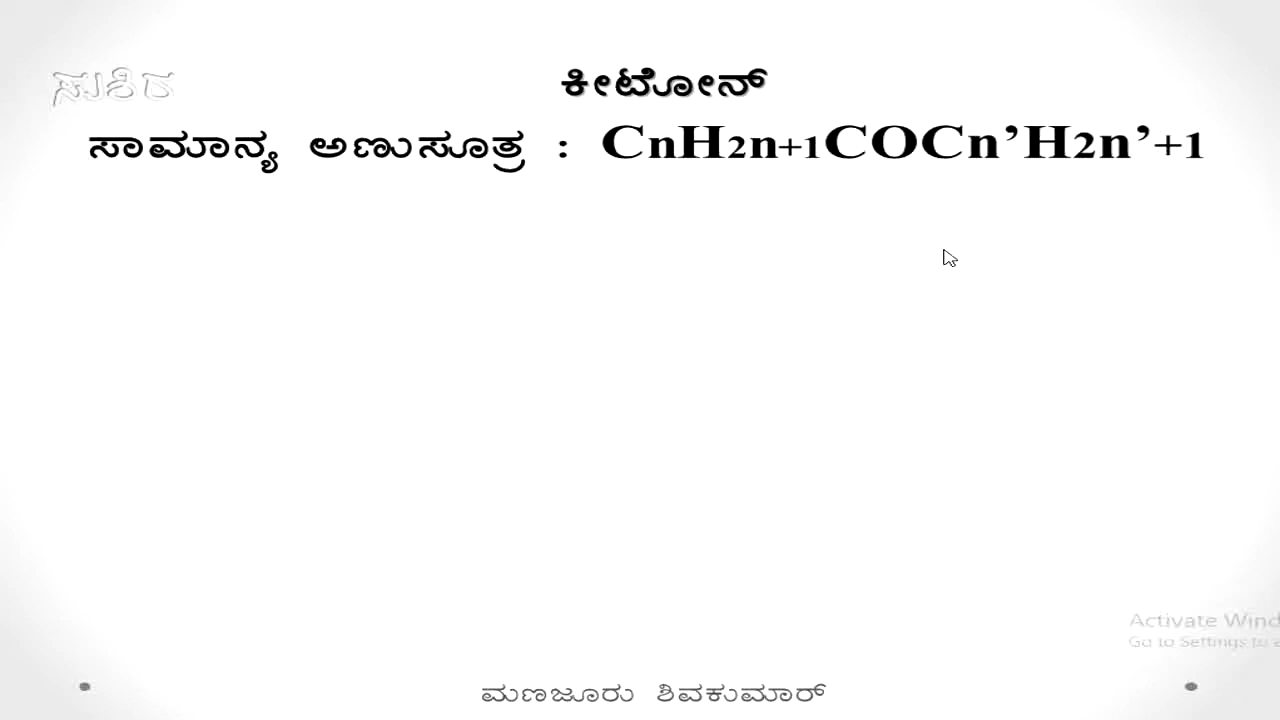 ಸುಶಿರ
ಕೀಟೋನ್
ಸಾಮಾನ್ಯ ಅಣುಸೂತ್ರ : CnH2n+1COCn’H2n’+1
Activate Wind
Go to Settings to a
ಮಣಜೂರು ಶಿವಕುಮಾರ್